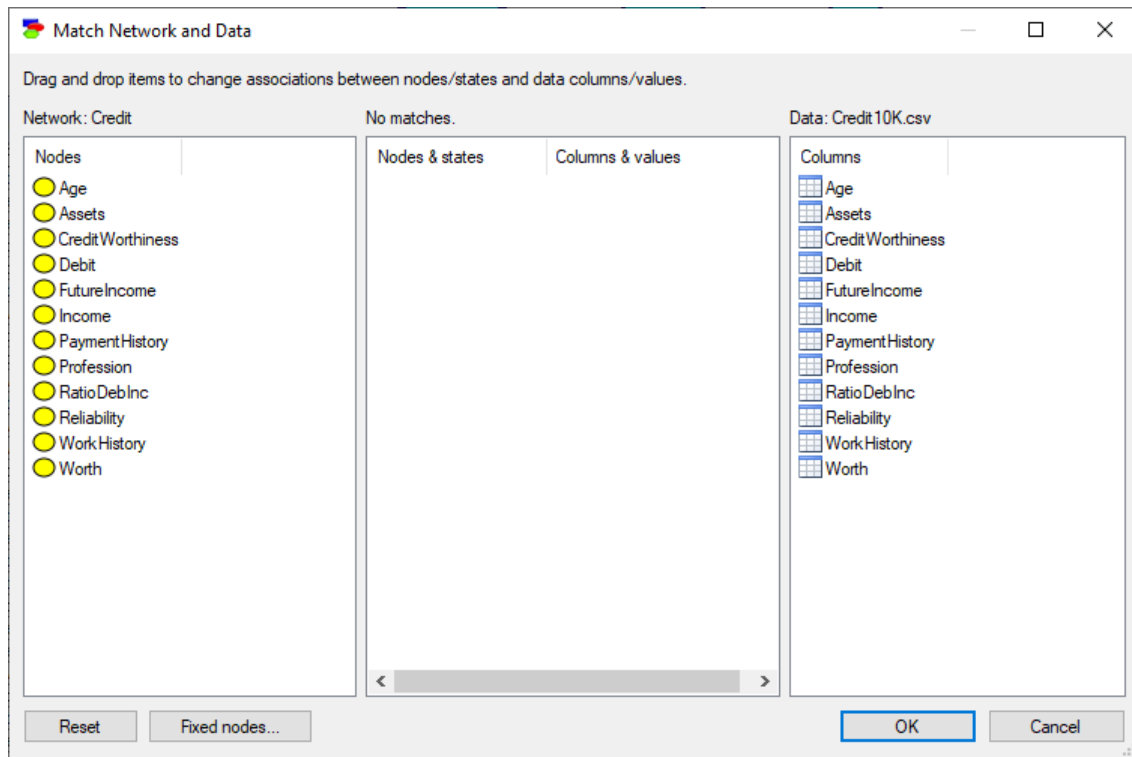 Match Network and Data
Drag and drop items to change associations between nodes/states and data columns/values.
Network: Credit
No matches.
Data: Credit10K.csv
Nodes
Age
Assets
CreditWorthiness
Debit
FutureIncome
Income
PaymentHistory
Profession
RatioDebInc
Reliability
WorkHistory
Worth
Nodes & states
Columns & values
Columns
Age
Assets
CreditWorthiness
Debit
FutureIncome
Income
PaymentHistory
Profession
RatioDebInc
Reliability
WorkHistory
Worth
Reset
Fixed nodes...
OK
Cancel